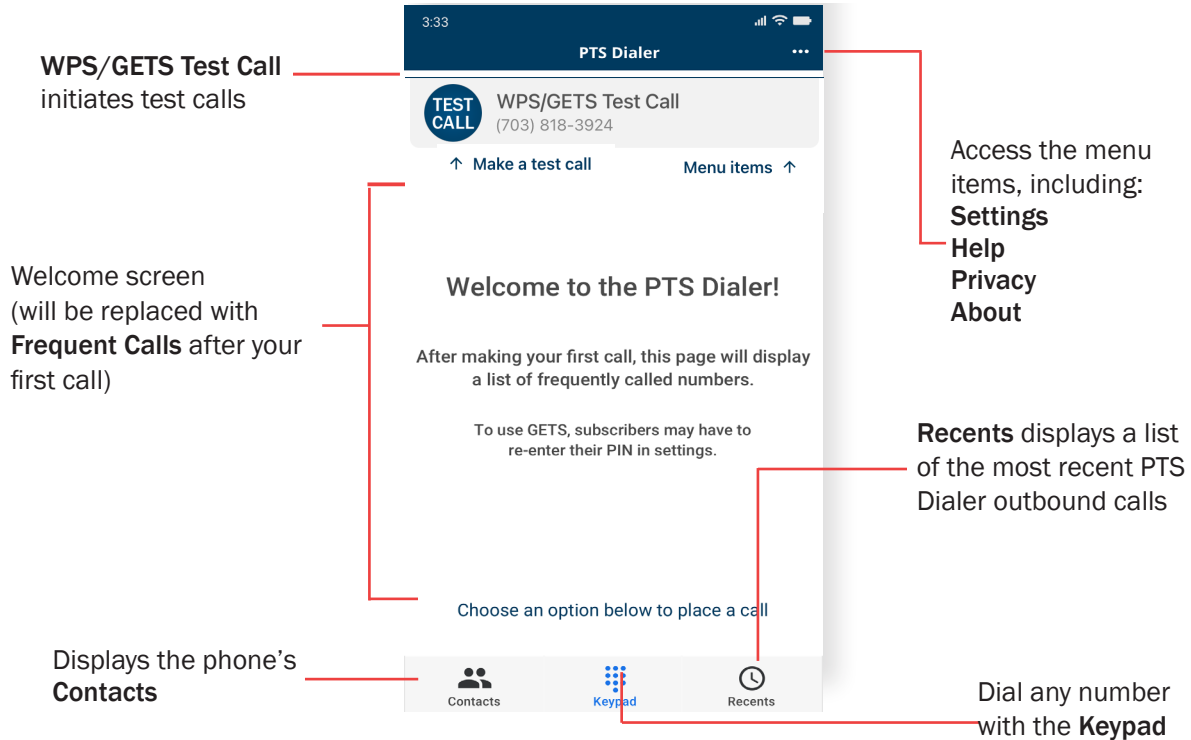 3:33
PTS Dialer
WPS/GETS Test Call
initiates test calls
TEST
CALL
WPS/GETS Test Call
(703) 818-3924
↑ Make a test call
Menu items ↑
Access the menu
items, including:
Settings
Help
Privacy
About
Welcome screen
(will be replaced with
Frequent Calls after your
first call)
Welcome to the PTS Dialer!
After making your first call, this page will display
a list of frequently called numbers.
To use GETS, subscribers may have to
re-enter their PIN in settings.
Recents displays a list
of the most recent PTS
Dialer outbound calls
Choose an option below to place a call
Displays the phone's
Contacts
Contacts
Keypad
Recents
Dial any number
with the Keypad